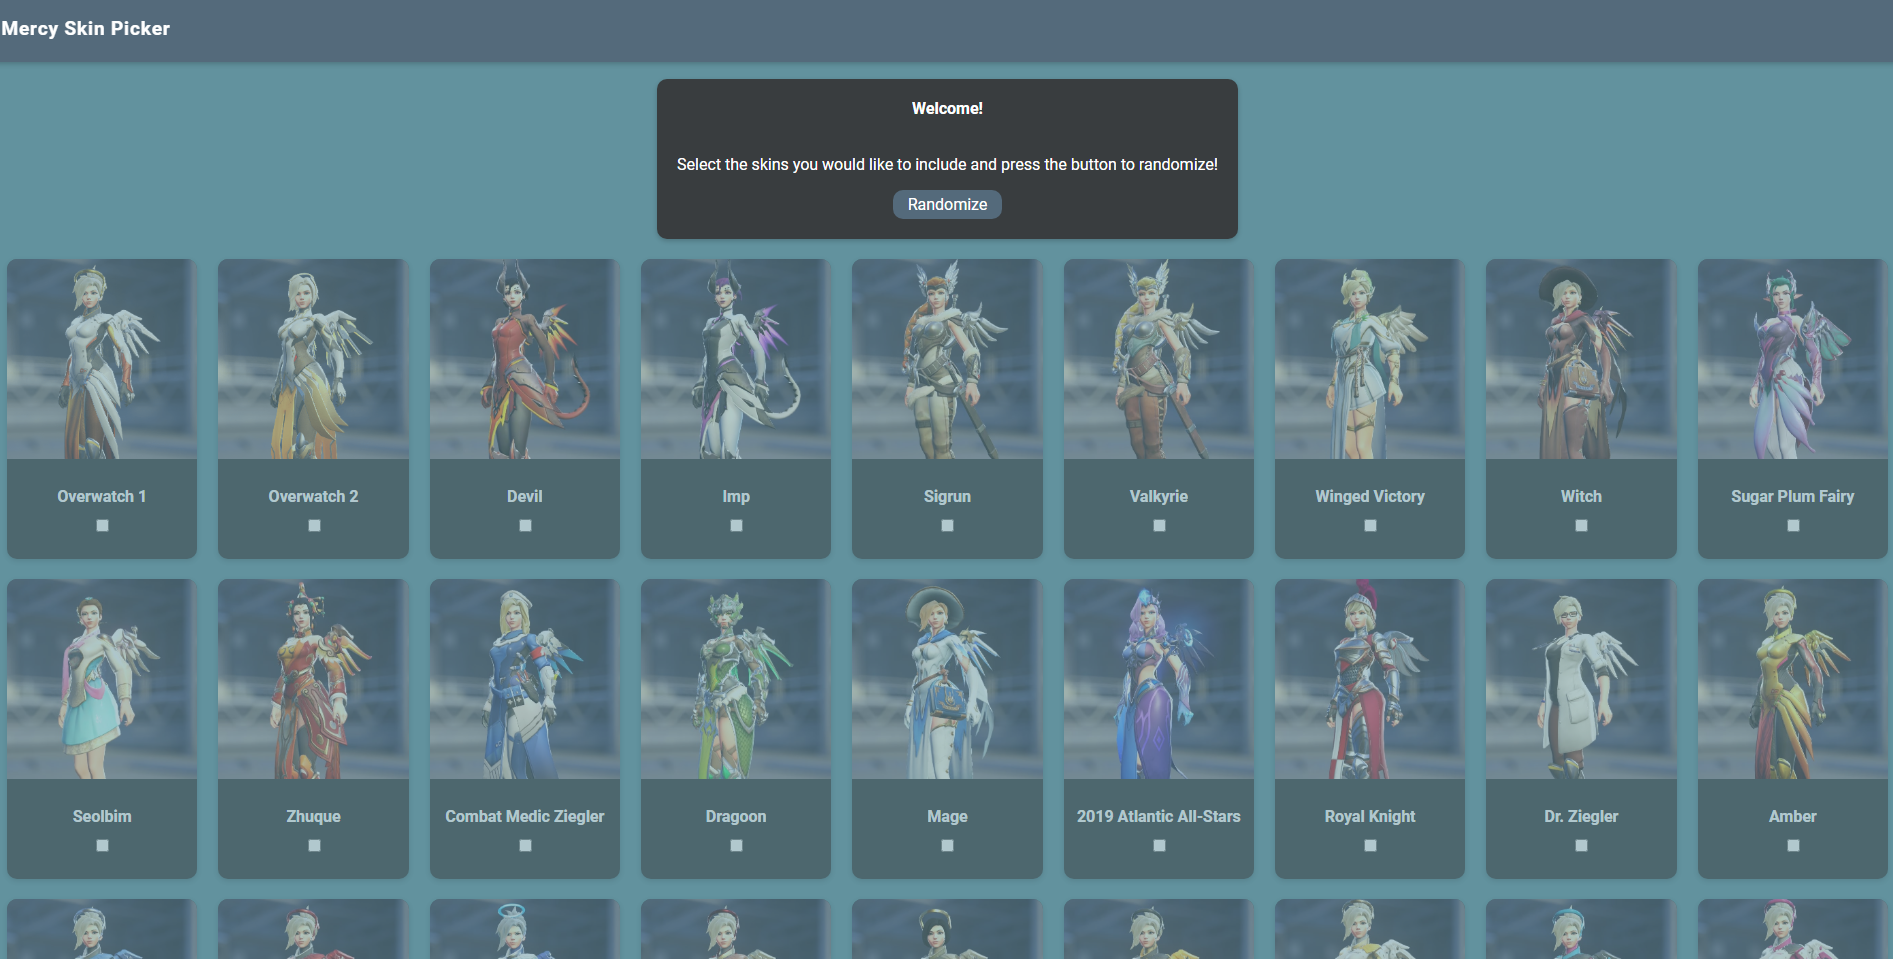 Mercy Skin Picker
Welcome!
Select the skins you would like to include and press the button to randomize!
Randomize
Overwatch 1
Overwatch 2
Devil
Imp
Sigrun
Valkyrie
Winged Victory
Witch
Sugar Plum Fairy
Seolbim
Zhuque
Combat Medic Ziegler
Dragoon
Mage
2019 Atlantic All-Stars
Royal Knight
Dr. Ziegler
Amber